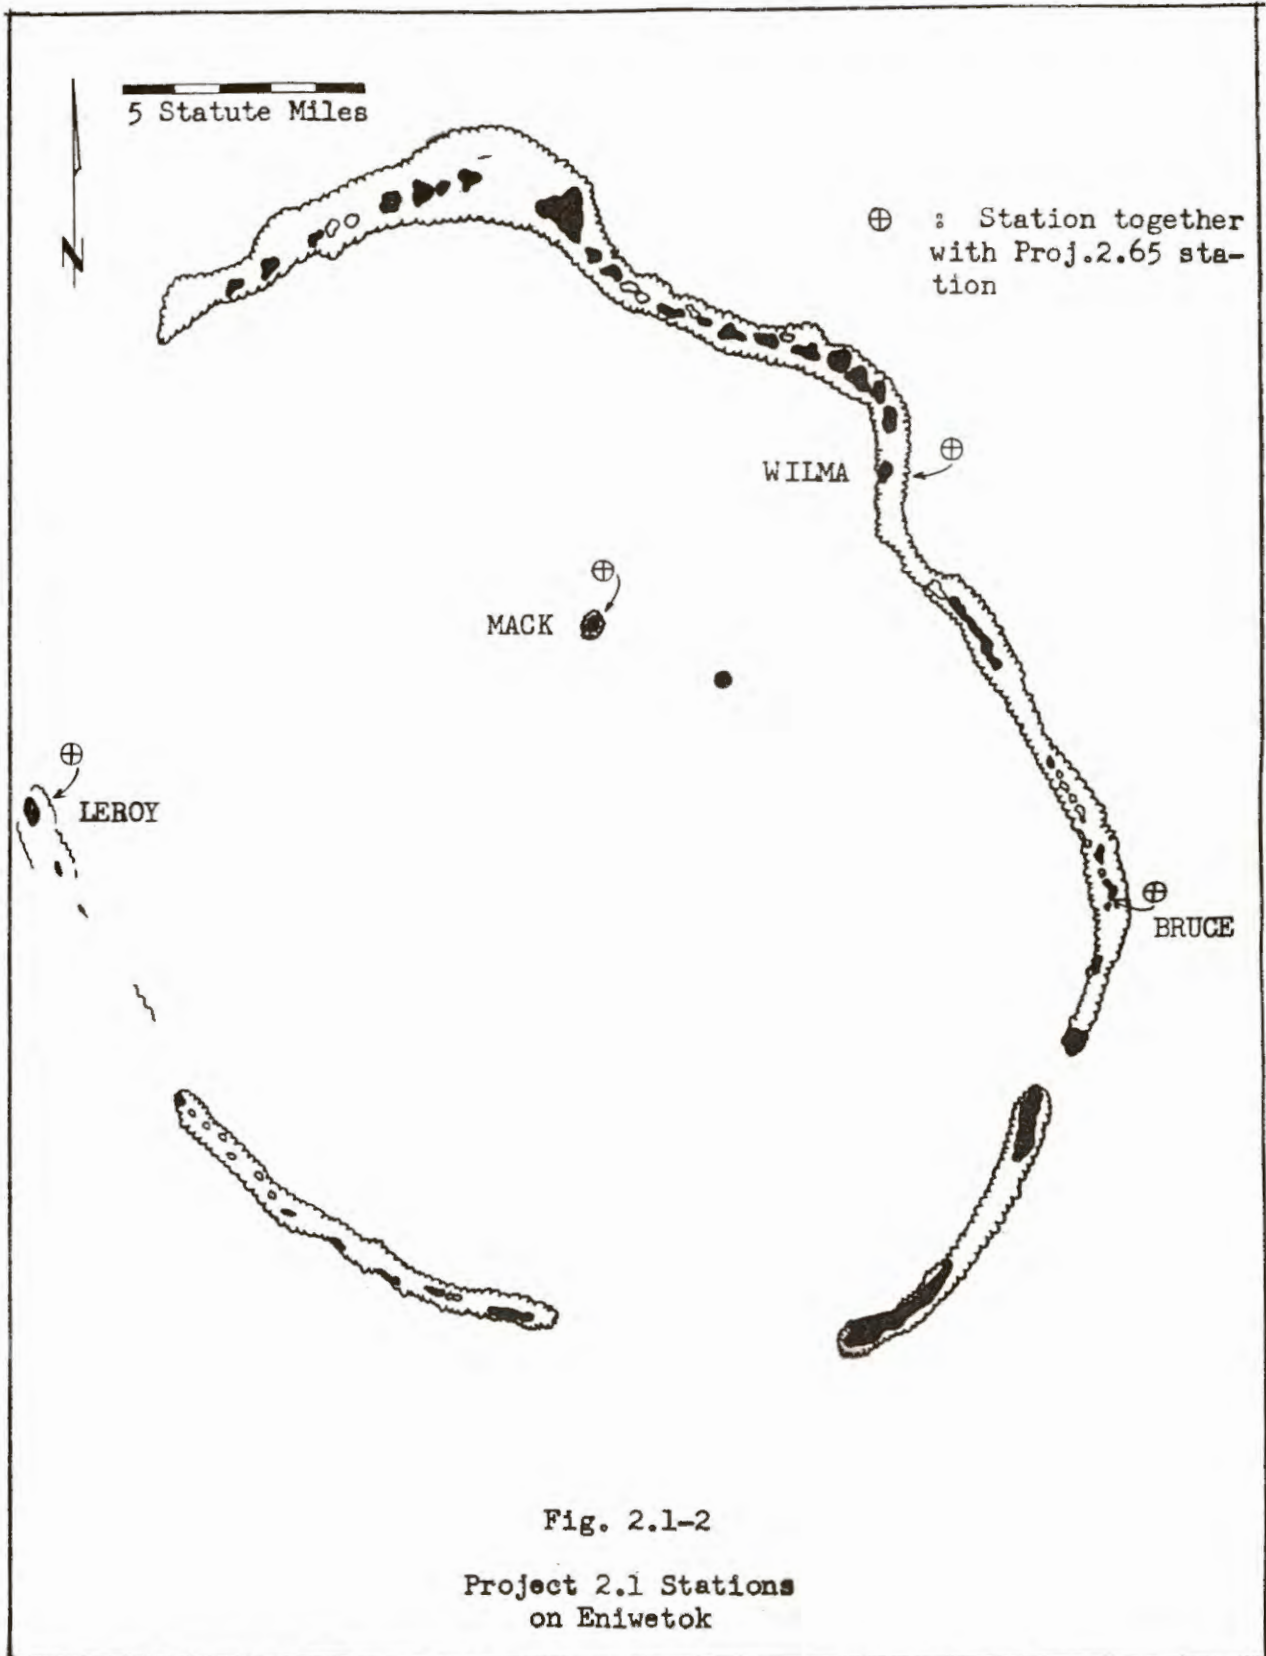 5 Statute Miles
N
⊕ : Station together
with Proj.2.65 sta-
tion
WILMA
MACK
LEROY
BRUCE
Fig. 2.1-2
Project 2.1 Stations
on Eniwetok